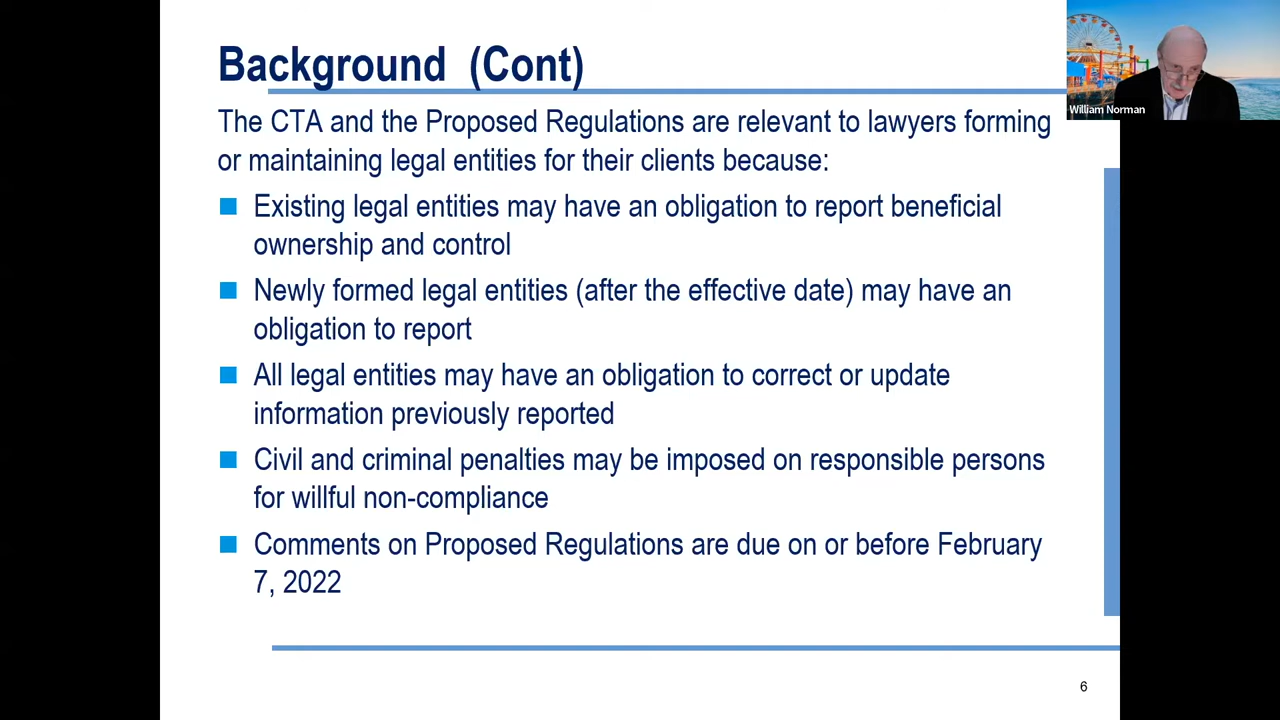 Background (Cont)
William Norman
The CTA and the Proposed Regulations are relevant to lawyers forming
or maintaining legal entities for their clients because:
Existing legal entities may have an obligation to report beneficial
ownership and control
Newly formed legal entities (after the effective date) may have an
obligation to report
All legal entities may have an obligation to correct or update
information previously reported
Civil and criminal penalties may be imposed on responsible persons
for willful non-compliance
Comments on Proposed Regulations are due on or before February
7, 2022
6